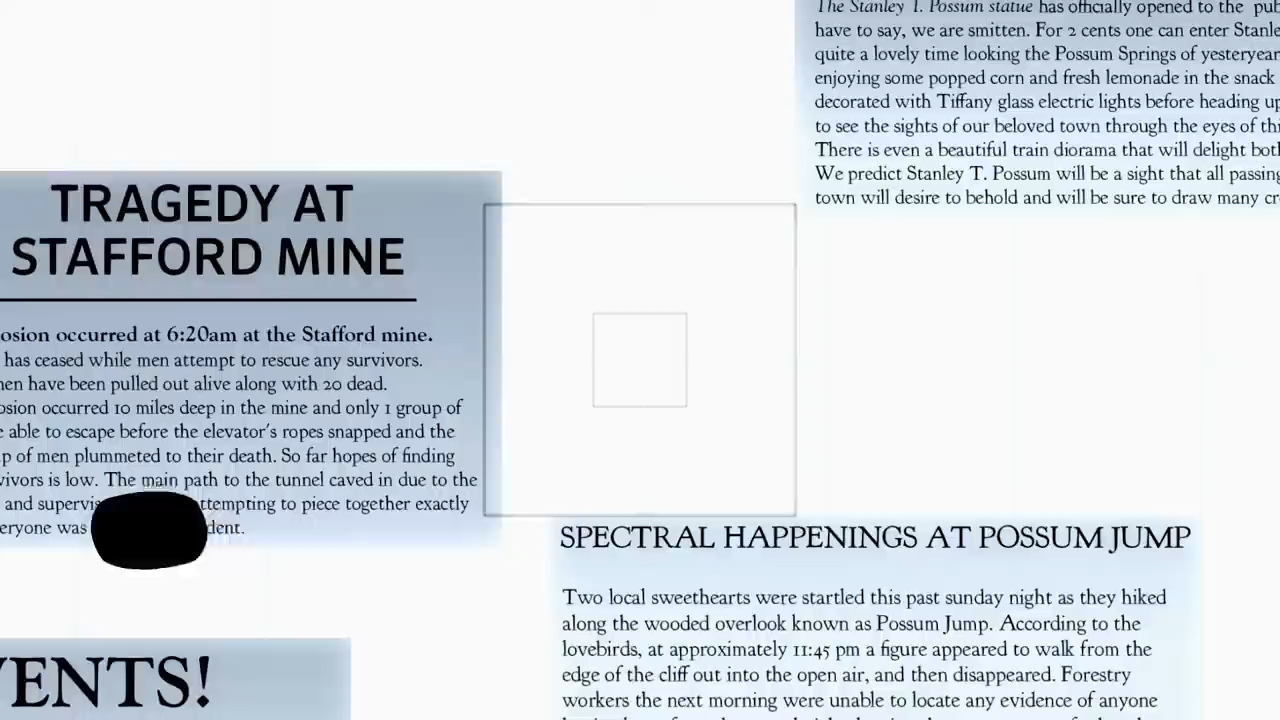 The Stanley T. Possum statue has officially opened to the pub
have to say, we are smitten. For 2 cents one can enter Stanle
quite a lovely time looking the Possum Springs of yesteryear
enjoying some popped corn and fresh lemonade in the snack
decorated with Tiffany glass electric lights before heading up
to see the sights of our beloved town through the eyes of thi
There is even a beautiful train diorama that will delight bot
We predict Stanley T. Possum will be a sight that all passing
town will desire to behold and will be sure to draw many cr
TRAGEDY AT
STAFFORD MINE
osion occurred at 6:20am at the Stafford mine.
has ceased while men attempt to rescue any survivors.
men have been pulled out alive along with 20 dead.
osion occurred 10 miles deep in the mine and only 1 group of
e able to escape before the elevator's ropes snapped and the
p of men plummeted to their death. So far hopes of finding
vivors is low. The main path to the tunnel caved in due to the
and supervis ttempting to piece together exactly
eryone was dent.
SPECTRAL HAPPENINGS AT POSSUM JUMP
Two local sweethearts were startled this past sunday night as they hiked
along the wooded overlook known as Possum Jump. According to the
lovebirds, at approximately 11:45 pm a figure appeared to walk from the
edge of the cliff out into the open air, and then disappeared. Forestry
workers the next morning were unable to locate any evidence of anyone
VENTS!